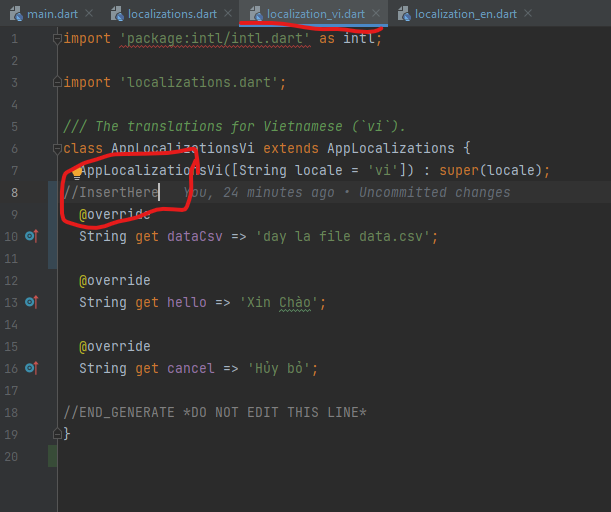 main.dart localizations.dart localization_vi.dart localization_en.dart
1 import 'package:intl/intl.dart' as intl;
2
3 import 'localizations.dart';
4
5 /// The translations for Vietnamese (`vi`).
6 class AppLocalizationsVi extends AppLocalizations {
7 AppLocalizationsVi([String locale = 'vi']) : super(locale);
8 //InsertHere You, 24 minutes ago • Uncommitted changes
9 @override
10 String get dataCsv => 'day la file data.csv';
11
12 @override
13 String get hello => 'Xin Chào';
14
15 @override
16 String get cancel => 'Hủy bỏ';
17
18 //END_GENERATE *DO NOT EDIT THIS LINE*
19 }
20